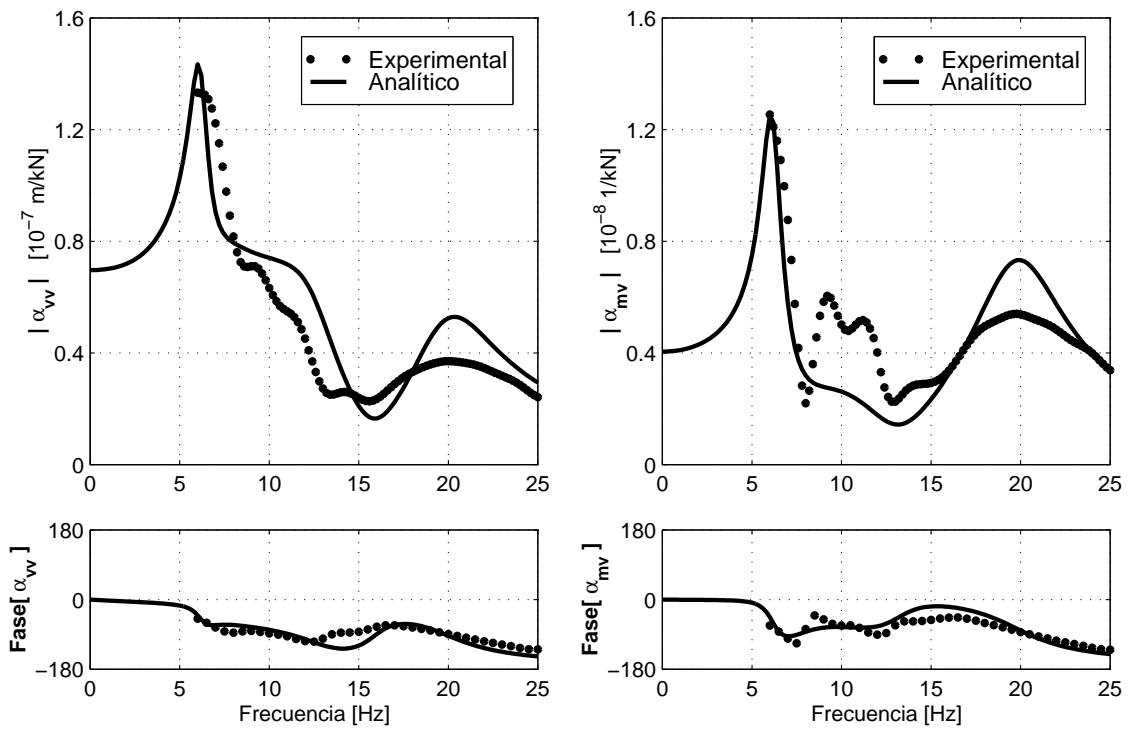 1.6
1.2
0.8
0.4
0
| α_vv | [10^−7 m/kN]
Experimental
Analítico
0 5 10 15 20 25
1.6
1.2
0.8
0.4
0
| α_mv | [10^−8 1/kN]
Experimental
Analítico
0 5 10 15 20 25
180
0
−180
Fase[ α_vv ]
0 5 10 15 20 25
Frecuencia [Hz]
180
0
−180
Fase[ α_mv ]
0 5 10 15 20 25
Frecuencia [Hz]